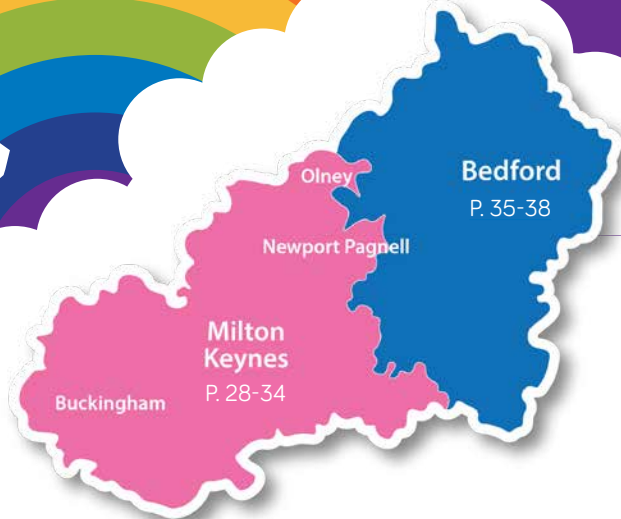 Olney
Bedford
P. 35-38
Newport Pagnell
Milton
Keynes
P. 28-34
Buckingham